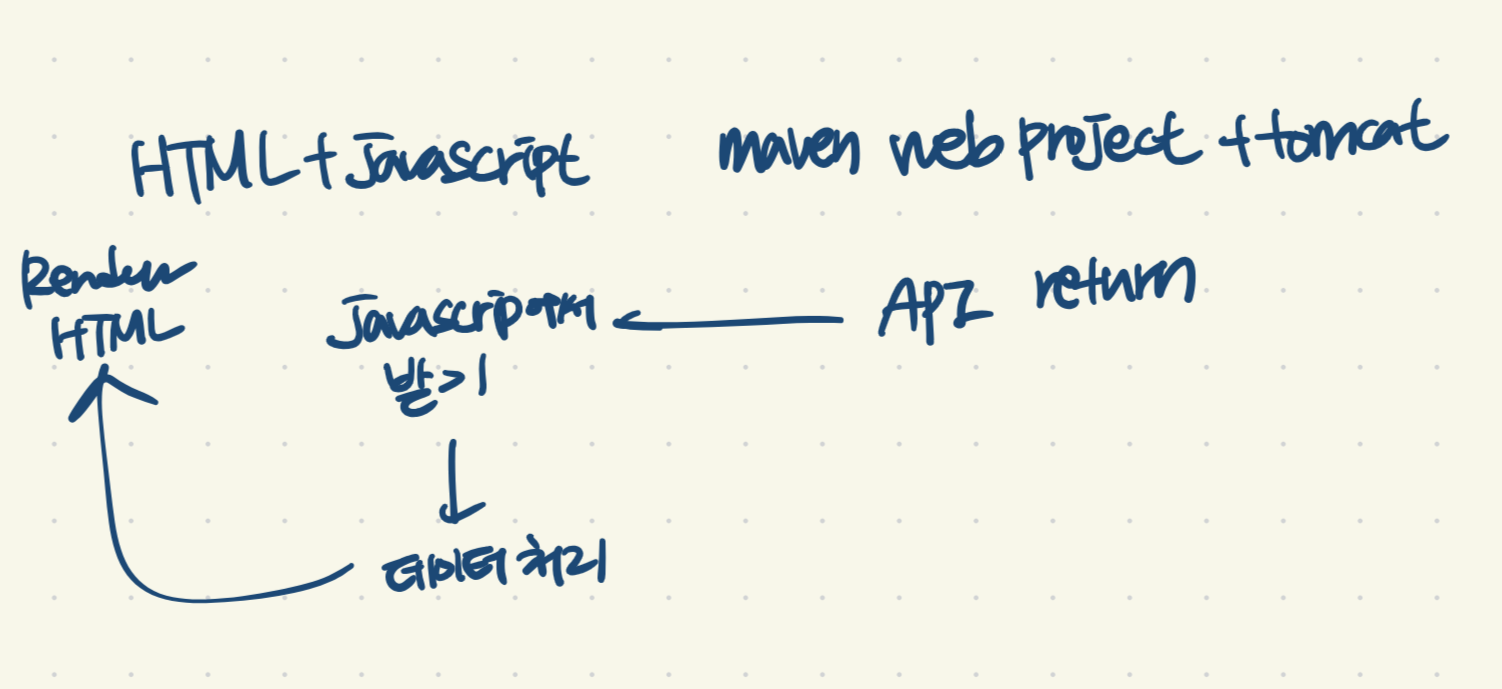 HTML + Javascript
maven web project + tomcat
Render
HTML
Javascript에서
받기
API return
데이터 처리